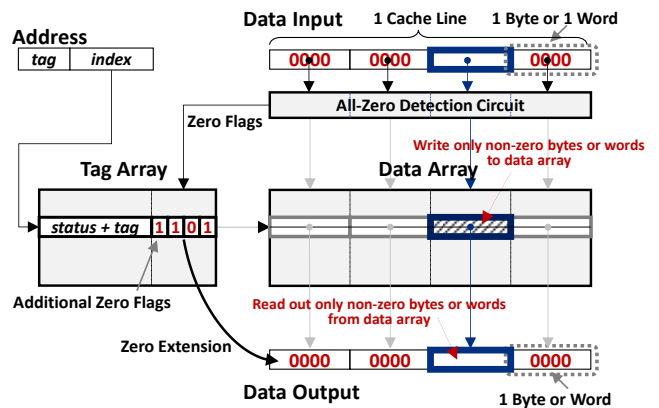 Data Input
1 Cache Line
1 Byte or 1 Word
Address
tag
index
0000
0000
0000
All-Zero Detection Circuit
Zero Flags
Write only non-zero bytes or words
to data array
Tag Array
Data Array
status + tag
1 1 0 1
Additional Zero Flags
Read out only non-zero bytes or words
from data array
Zero Extension
0000
0000
0000
Data Output
1 Byte or Word